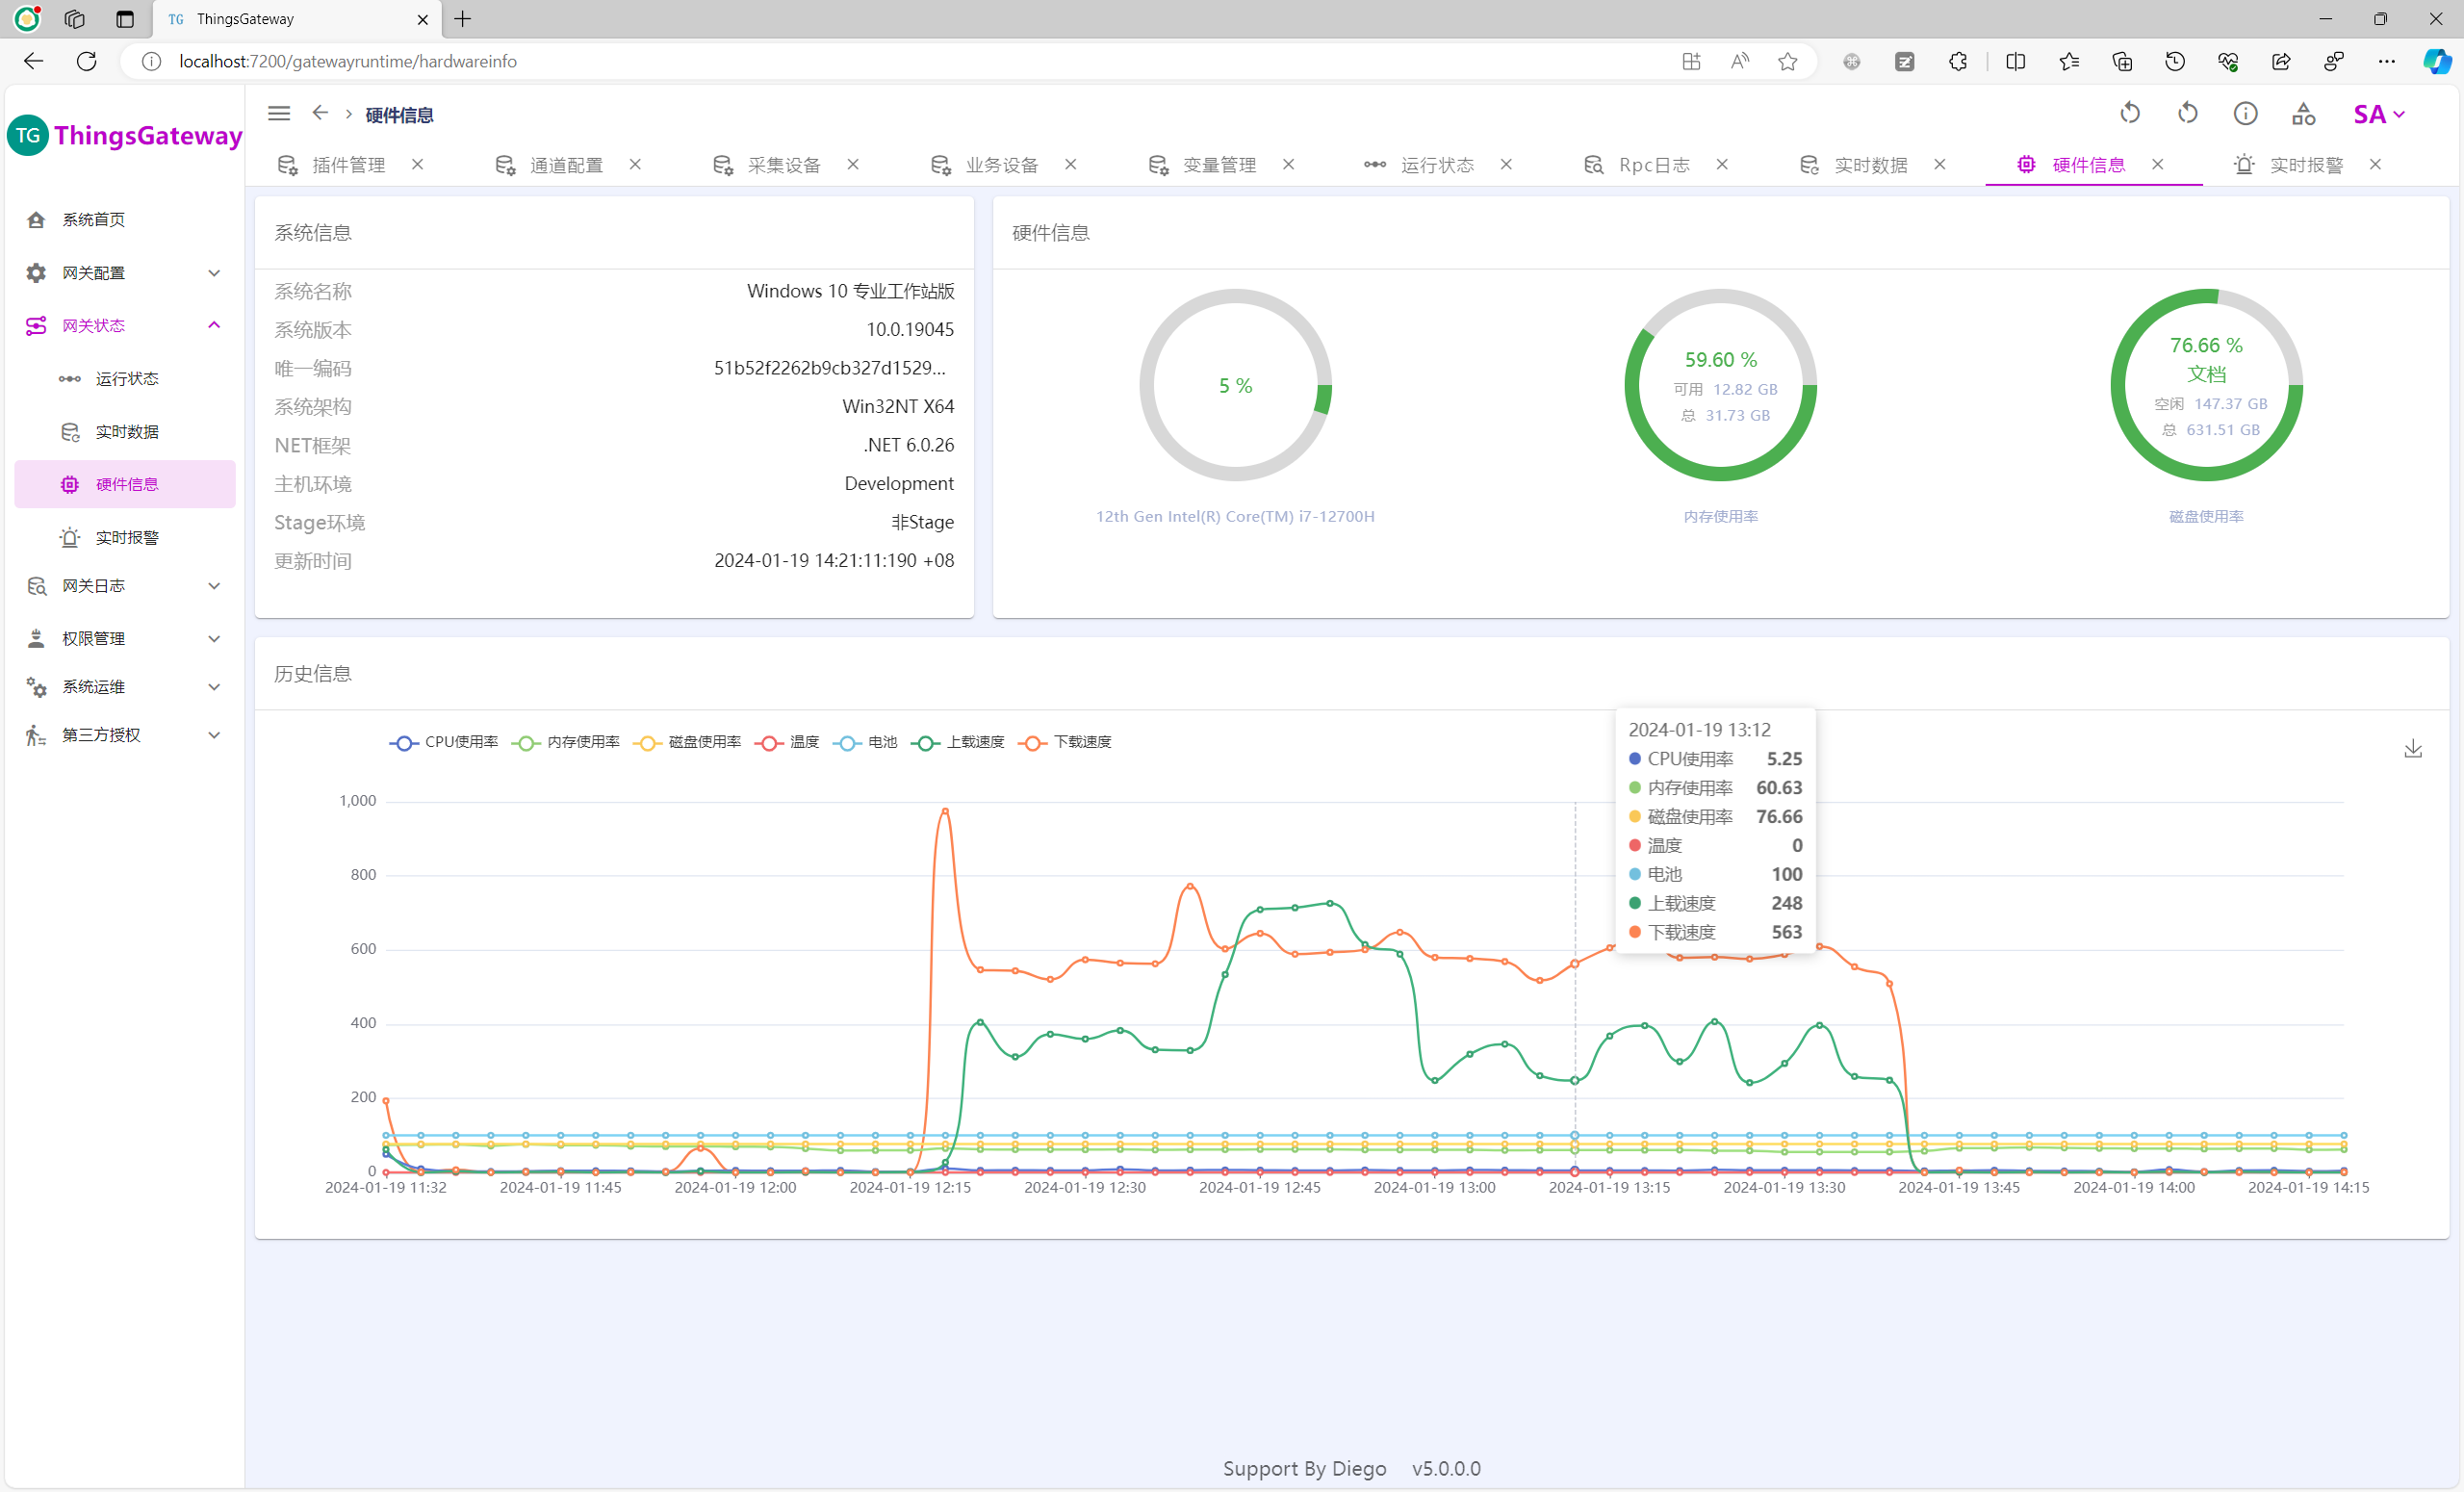 TG ThingsGateway
localhost:7200/gatewayruntime/hardwareinfo
TG ThingsGateway
硬件信息
SA
插件管理 通道配置 采集设备 业务设备 变量管理 运行状态 Rpc日志 实时数据 硬件信息 实时报警
系统首页
网关配置
网关状态
运行状态
实时数据
硬件信息
实时报警
网关日志
权限管理
系统运维
第三方授权
系统信息
系统名称 Windows 10 专业工作站版
系统版本 10.0.19045
唯一编码 51b52f2262b9cb327d1529...
系统架构 Win32NT X64
NET框架 .NET 6.0.26
主机环境 Development
Stage环境 非Stage
更新时间 2024-01-19 14:21:11:190 +08
硬件信息
5 %
12th Gen Intel(R) Core(TM) i7-12700H
59.60 %
可用 12.82 GB
总 31.73 GB
内存使用率
76.66 %
文档
空闲 147.37 GB
总 631.51 GB
磁盘使用率
历史信息
CPU使用率 内存使用率 磁盘使用率 温度 电池 上载速度 下载速度
2024-01-19 13:12
CPU使用率 5.25
内存使用率 60.63
磁盘使用率 76.66
温度 0
电池 100
上载速度 248
下载速度 563
1,000
800
600
400
200
0
2024-01-19 11:32 2024-01-19 11:45 2024-01-19 12:00 2024-01-19 12:15 2024-01-19 12:30 2024-01-19 12:45 2024-01-19 13:00 2024-01-19 13:15 2024-01-19 13:30 2024-01-19 13:45 2024-01-19 14:00 2024-01-19 14:15
Support By Diego v5.0.0.0